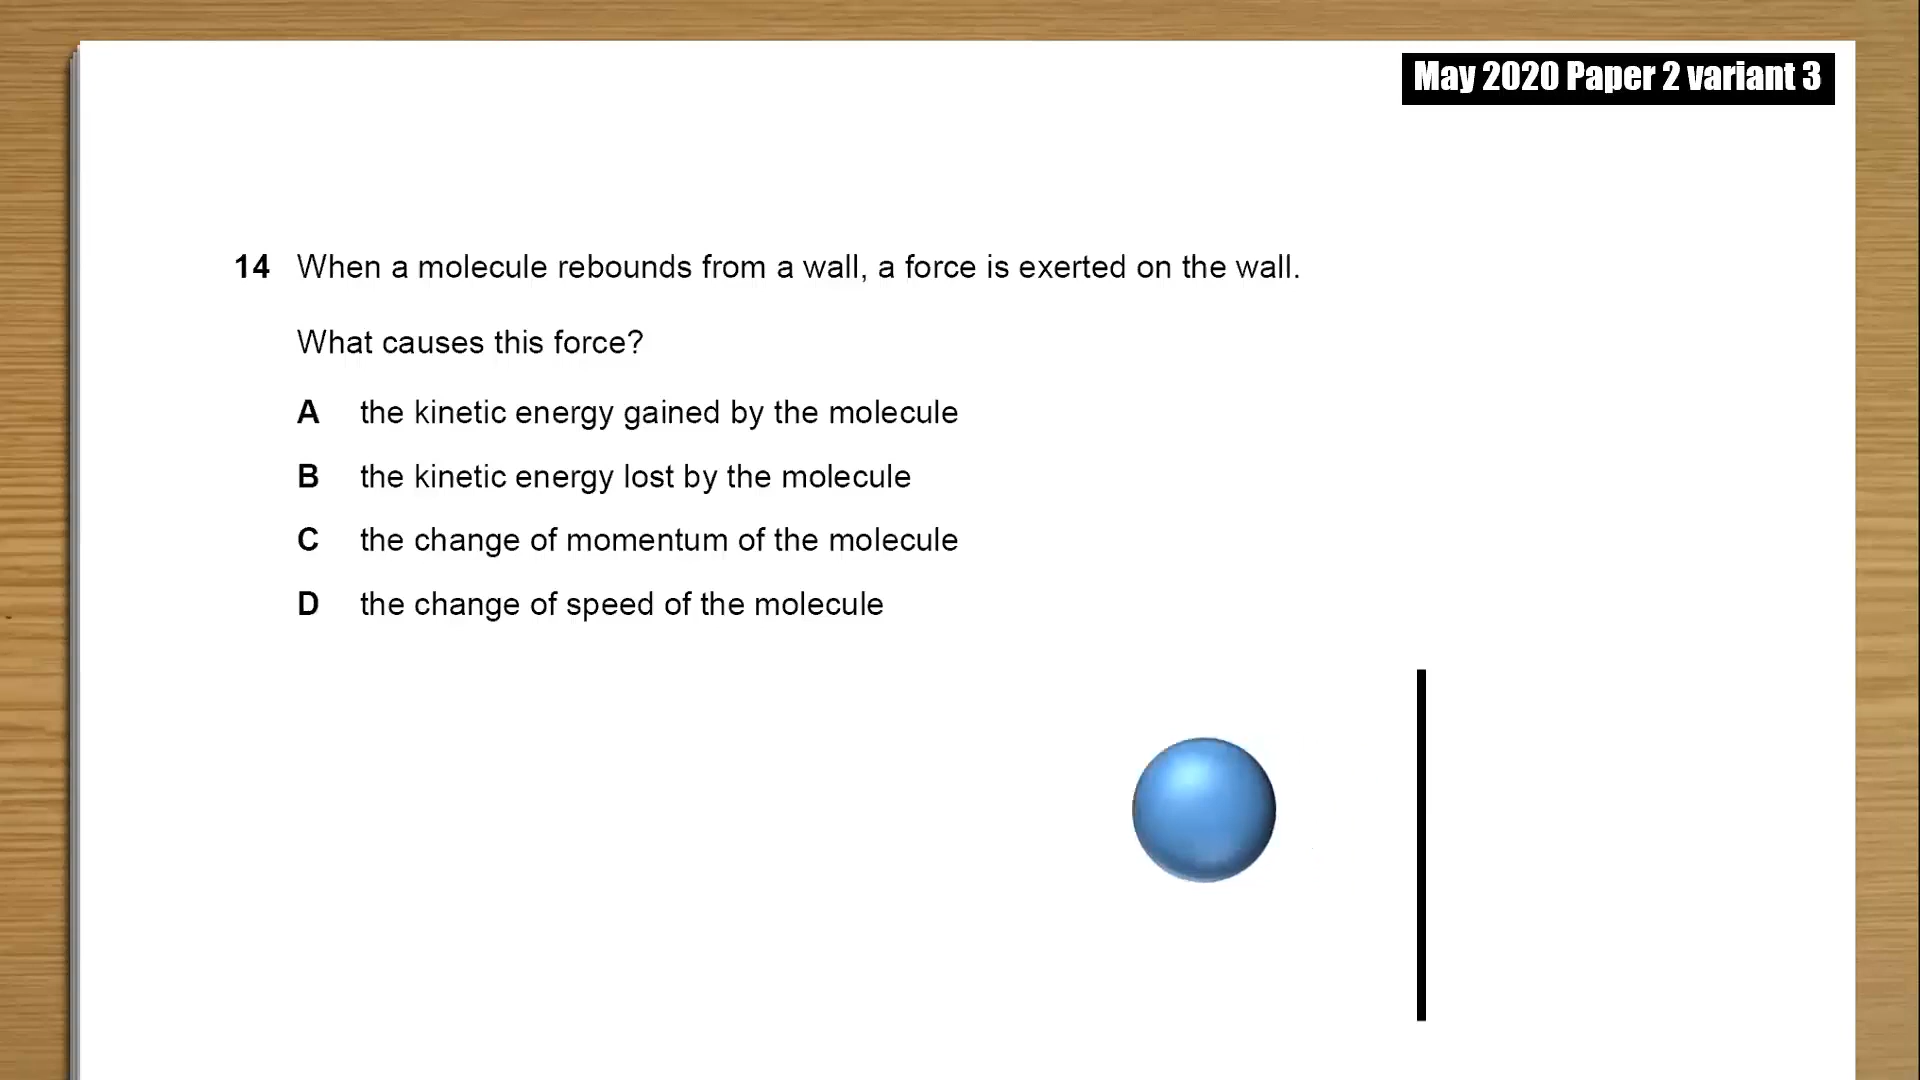 May 2020 Paper 2 variant 3
14 When a molecule rebounds from a wall, a force is exerted on the wall.
What causes this force?
A the kinetic energy gained by the molecule
B the kinetic energy lost by the molecule
C the change of momentum of the molecule
D the change of speed of the molecule